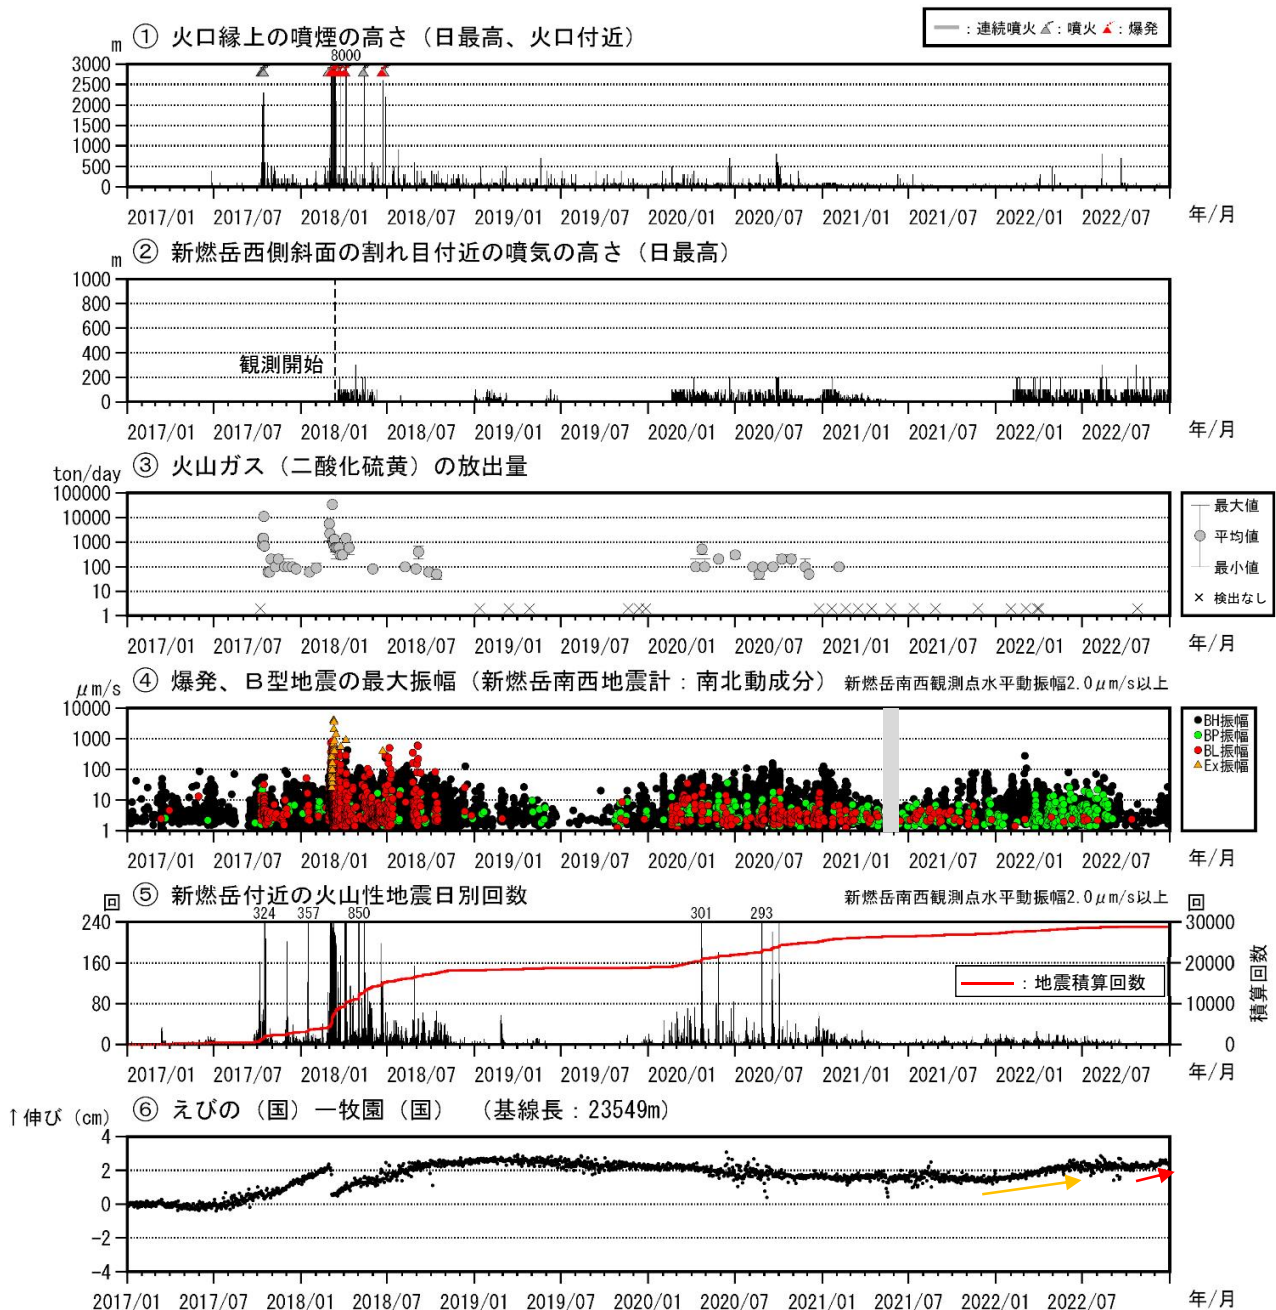 ① 火口縁上の噴煙の高さ（日最高、火口付近）
━ : 連続噴火 : 噴火 : 爆発
m
8000
3000
2500
2000
1500
1000
500
0
2017/01 2017/07 2018/01 2018/07 2019/01 2019/07 2020/01 2020/07 2021/01 2021/07 2022/01 2022/07 年/月
② 新燃岳西側斜面の割れ目付近の噴気の高さ（日最高）
m
1000
800
600
400
200
0
観測開始
2017/01 2017/07 2018/01 2018/07 2019/01 2019/07 2020/01 2020/07 2021/01 2021/07 2022/01 2022/07 年/月
③ 火山ガス（二酸化硫黄）の放出量
ton/day
100000
10000
1000
100
10
1
最大値
平均値
最小値
× 検出なし
2017/01 2017/07 2018/01 2018/07 2019/01 2019/07 2020/01 2020/07 2021/01 2021/07 2022/01 2022/07 年/月
④ 爆発、Ｂ型地震の最大振幅（新燃岳南西地震計：南北動成分） 新燃岳南西観測点水平動振幅2.0μm/s以上
μm/s
10000
1000
100
10
1
BH振幅
BP振幅
BL振幅
Ex振幅
2017/01 2017/07 2018/01 2018/07 2019/01 2019/07 2020/01 2020/07 2021/01 2021/07 2022/01 2022/07 年/月
⑤ 新燃岳付近の火山性地震日別回数 新燃岳南西観測点水平動振幅2.0μm/s以上
回
回
324 357 850 301 293
240
160
80
0
30000
20000
10000
0
積算回数
: 地震積算回数
2017/01 2017/07 2018/01 2018/07 2019/01 2019/07 2020/01 2020/07 2021/01 2021/07 2022/01 2022/07 年/月
⑥ えびの（国）―牧園（国） （基線長：23549m）
↑伸び（cm）
4
2
0
-2
-4
2017/01 2017/07 2018/01 2018/07 2019/01 2019/07 2020/01 2020/07 2021/01 2021/07 2022/01 2022/07 年/月